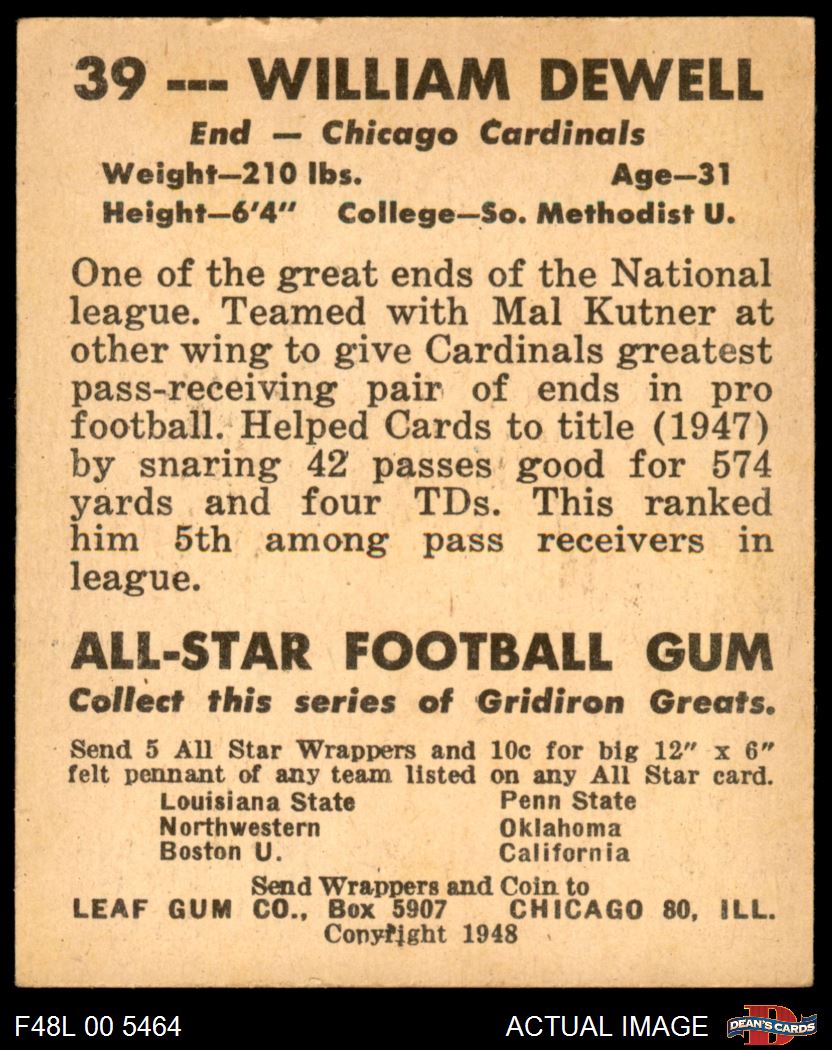 39 --- WILLIAM DEWELL
End — Chicago Cardinals
Weight—210 lbs. Age—31
Height—6'4" College—So. Methodist U.
One of the great ends of the National
league. Teamed with Mal Kutner at
other wing to give Cardinals greatest
pass-receiving pair of ends in pro
football. Helped Cards to title (1947)
by snaring 42 passes good for 574
yards and four TDs. This ranked
him 5th among pass receivers in
league.
ALL-STAR FOOTBALL GUM
Collect this series of Gridiron Greats.
Send 5 All Star Wrappers and 10c for big 12" x 6"
felt pennant of any team listed on any All Star card.
Louisiana State Penn State
Northwestern Oklahoma
Boston U. California
Send Wrappers and Coin to
LEAF GUM CO., Box 5907 CHICAGO 80, ILL.
Copyright 1948
F48L 00 5464 ACTUAL IMAGE D DEAN'S CARDS